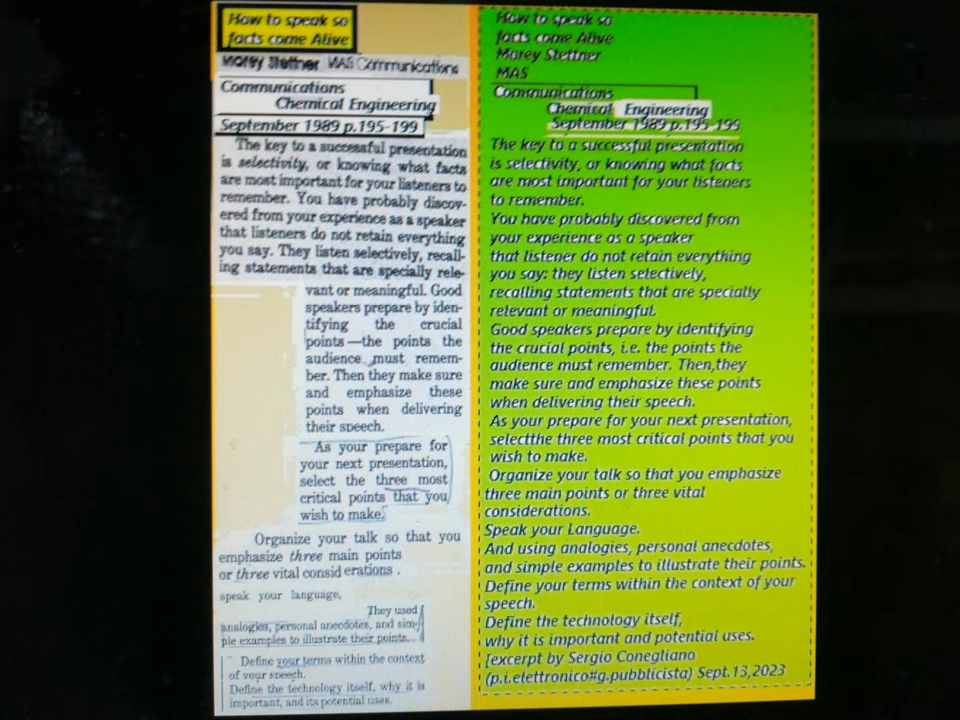 How to speak so
facts come Alive
Morey Stettner MAS Communications
Communications
Chemical Engineering
September 1989 p.195-199
The key to a successful presentation
is selectivity, or knowing what facts
are most important for your listeners to
remember. You have probably discov-
ered from your experience as a speaker
that listeners do not retain everything
you say. They listen selectively, recall-
ing statements that are specially rele-
vant or meaningful. Good
speakers prepare by iden-
tifying the crucial
points—the points the
audience must remem-
ber. Then they make sure
and emphasize these
points when delivering
their speech.
As your prepare for
your next presentation,
select the three most
critical points that you
wish to make.
Organize your talk so that you
emphasize three main points
or three vital consid erations .
speak your language,
They used
analogies, personal anecdotes, and sim-
ple examples to illustrate their points...
Define your terms within the context
of your speech.
Define the technology itself, why it is
important, and its potential uses.
How to speak so
facts come Alive
Morey Stettner
MAS
Communications
Chemical Engineering
September 1989 p.195-199
The key to a successful presentation
is selectivity, or knowing what facts
are most important for your listeners
to remember.
You have probably discovered from
your experience as a speaker
that listener do not retain everything
you say: they listen selectively,
recalling statements that are specially
relevant or meaningful.
Good speakers prepare by identifying
the crucial points, i.e. the points the
audience must remember. Then,they
make sure and emphasize these points
when delivering their speech.
As your prepare for your next presentation,
selectthe three most critical points that you
wish to make.
Organize your talk so that you emphasize
three main points or three vital
considerations.
Speak your Language.
And using analogies, personal anecdotes,
and simple examples to illustrate their points.
Define your terms within the context of your
speech.
Define the technology itself,
why it is important and potential uses.
[excerpt by Sergio Conegliano
(p.i.elettronico#g.pubblicista) Sept.13,2023